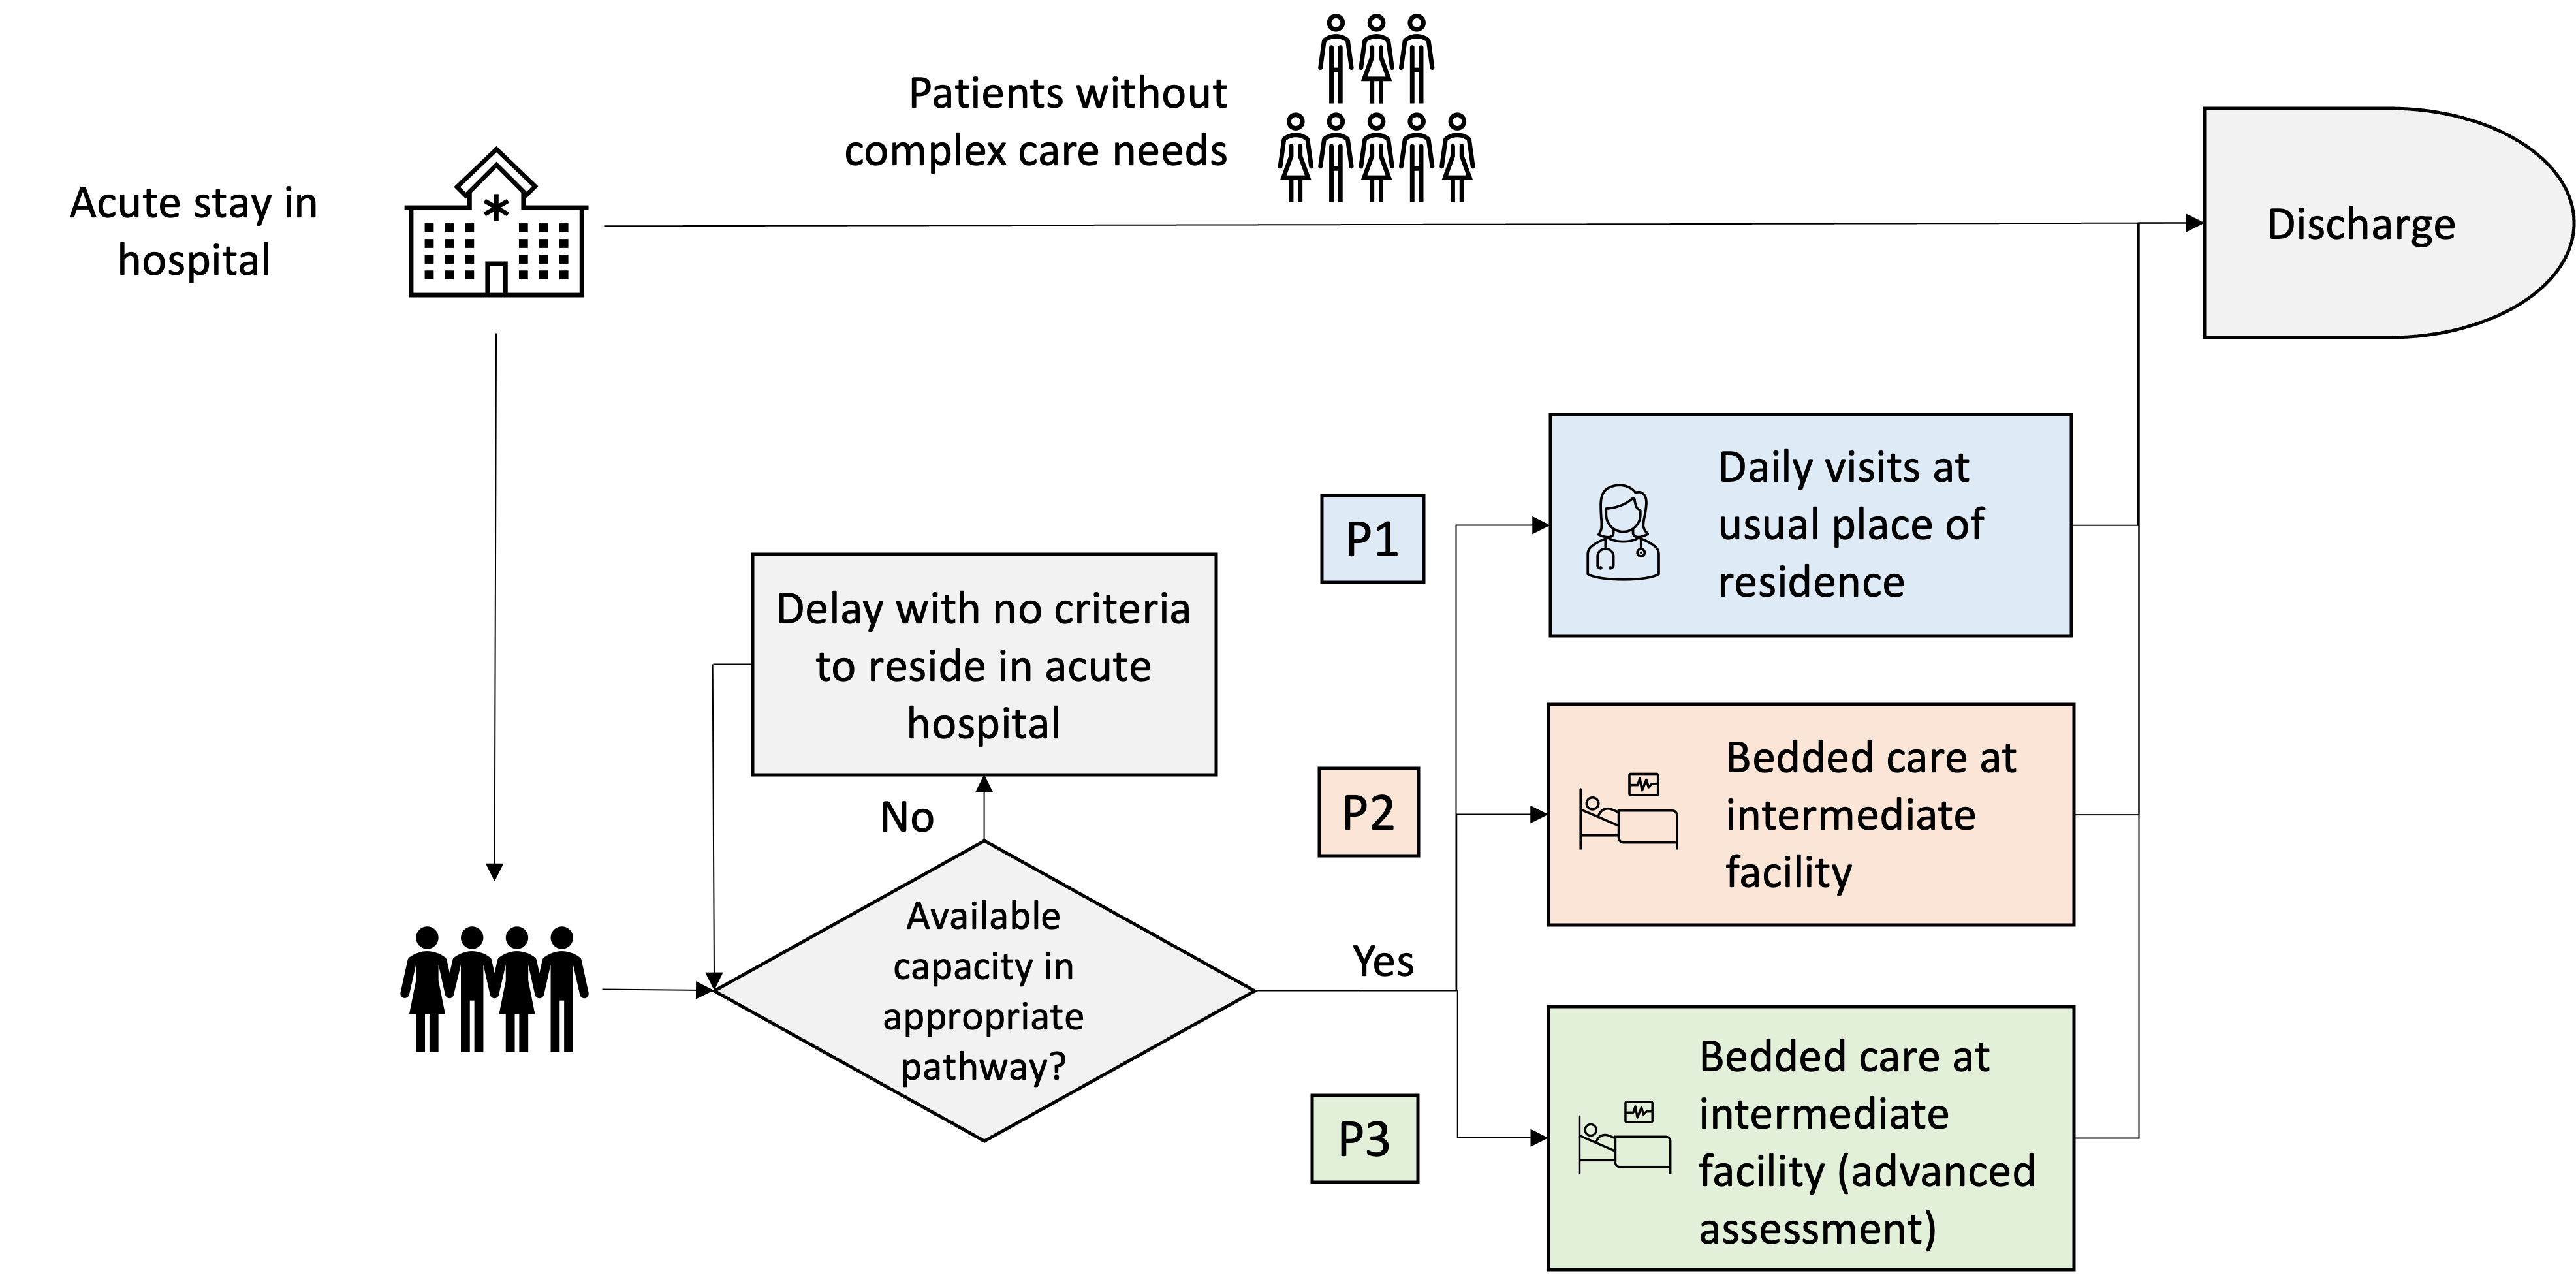 Patients without
complex care needs
Acute stay in
hospital
Discharge
Daily visits at
usual place of
residence
P1
Delay with no criteria
to reside in acute
hospital
Bedded care at
intermediate
facility
P2
No
Available
capacity in
appropriate
pathway?
Yes
Bedded care at
intermediate
facility (advanced
assessment)
P3